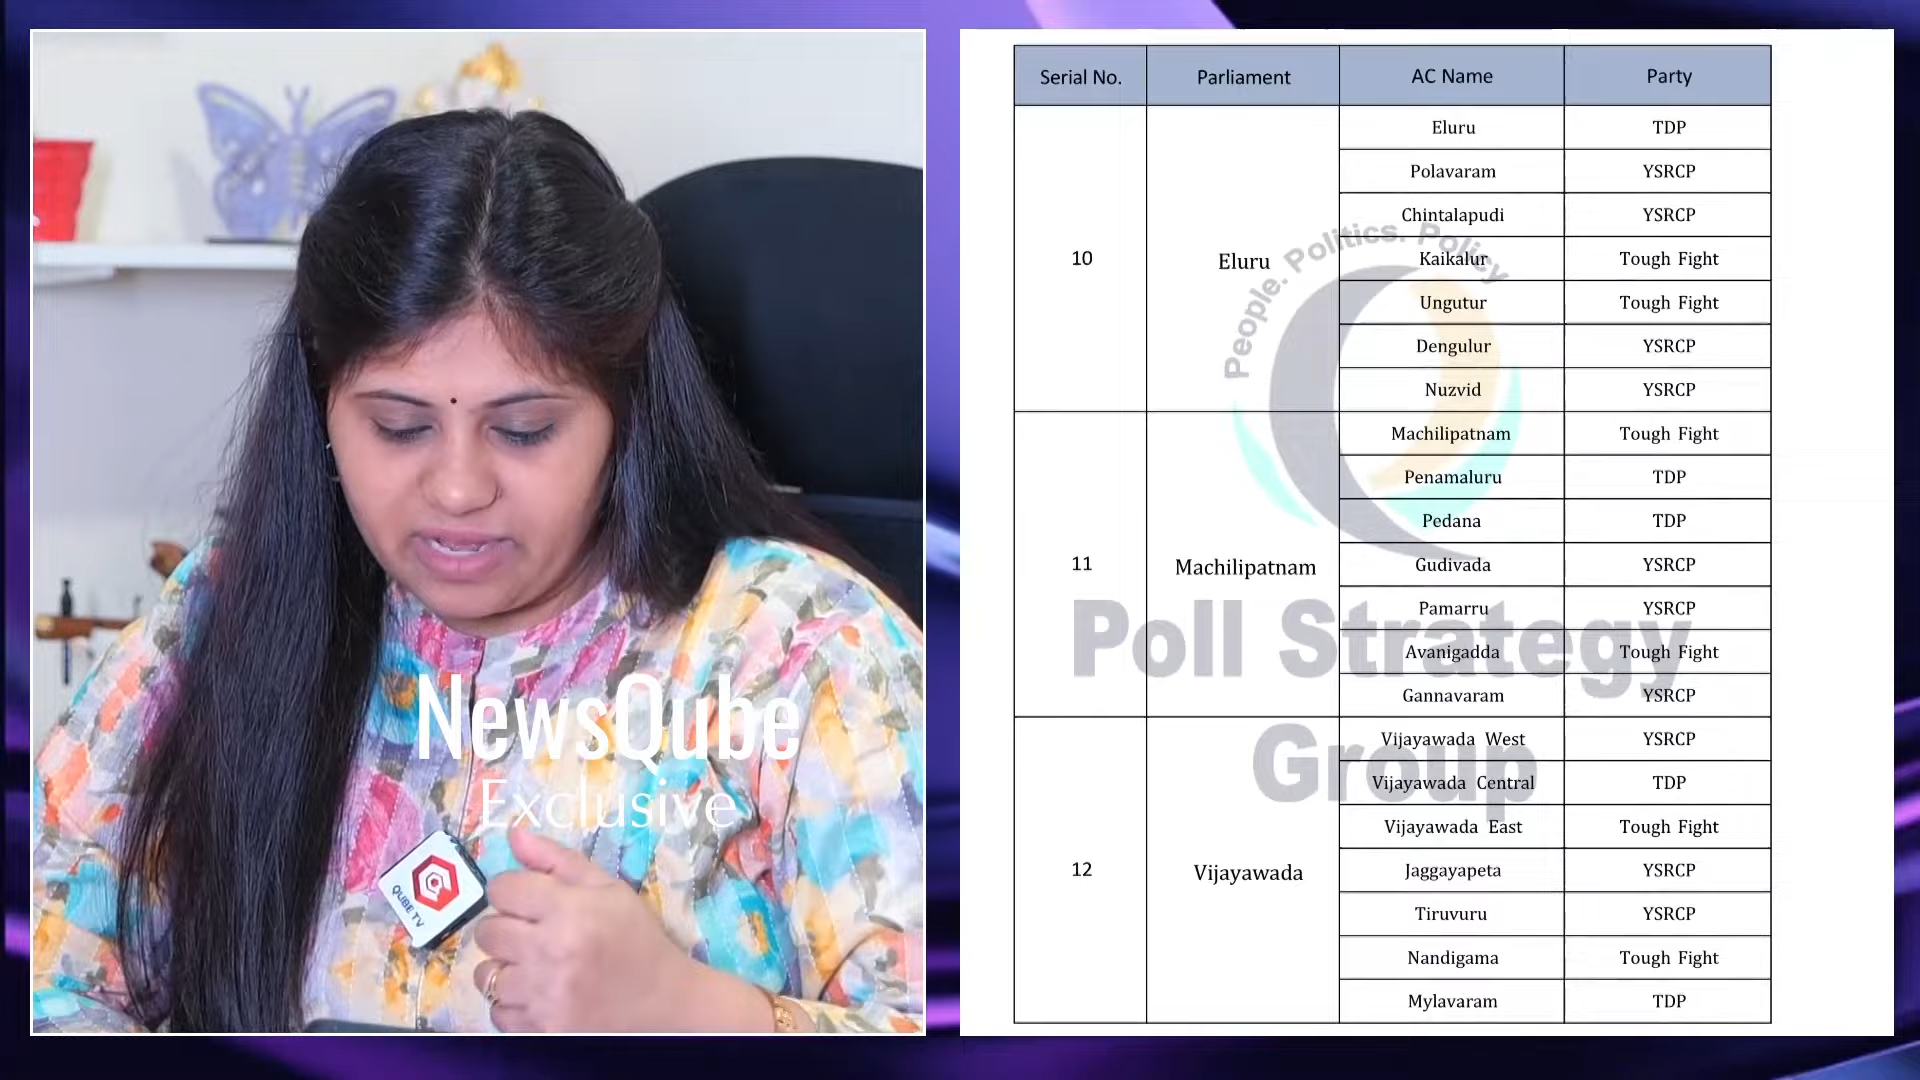 NewsQube
Exclusive
QUBE TV
Serial No. Parliament AC Name Party
10 Eluru
Eluru TDP
Polavaram YSRCP
Chintalapudi YSRCP
Kaikalur Tough Fight
Ungutur Tough Fight
Dengulur YSRCP
Nuzvid YSRCP
11 Machilipatnam
Machilipatnam Tough Fight
Penamaluru TDP
Pedana TDP
Gudivada YSRCP
Pamarru YSRCP
Avanigadda Tough Fight
Gannavaram YSRCP
12 Vijayawada
Vijayawada West YSRCP
Vijayawada Central TDP
Vijayawada East Tough Fight
Jaggayapeta YSRCP
Tiruvuru YSRCP
Nandigama Tough Fight
Mylavaram TDP
People. Politics. Policy
Poll Strategy
Group